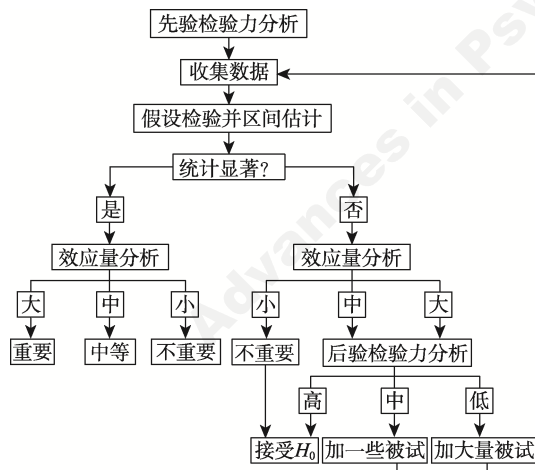 先验检验力分析
收集数据
假设检验并区间估计
统计显著?
是 否
效应量分析 效应量分析
大 中 小 小 中 大
重要 中等 不重要 不重要 后验检验力分析
高 中 低
接受H₀ 加一些被试 加大量被试
Advances in Psy